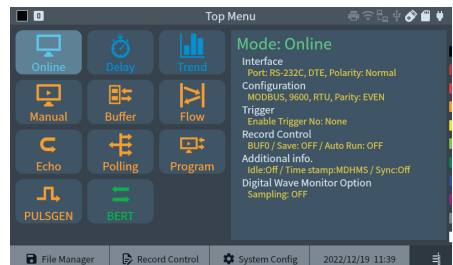 0 Top Menu
Online Delay Trend
Manual Buffer Flow
Echo Polling Program
PULSGEN BERT
Mode: Online
Interface
Port: RS-232C, DTE, Polarity: Normal
Configuration
MODBUS, 9600, RTU, Parity: EVEN
Trigger
Enable Trigger No: None
Record Control
BUF0 / Save: OFF / Auto Run: OFF
Additional info.
Idle:Off / Time stamp:MDHMS / Sync:Off
Digital Wave Monitor Option
Sampling: OFF
File Manager Record Control System Config 2022/12/19 11:39